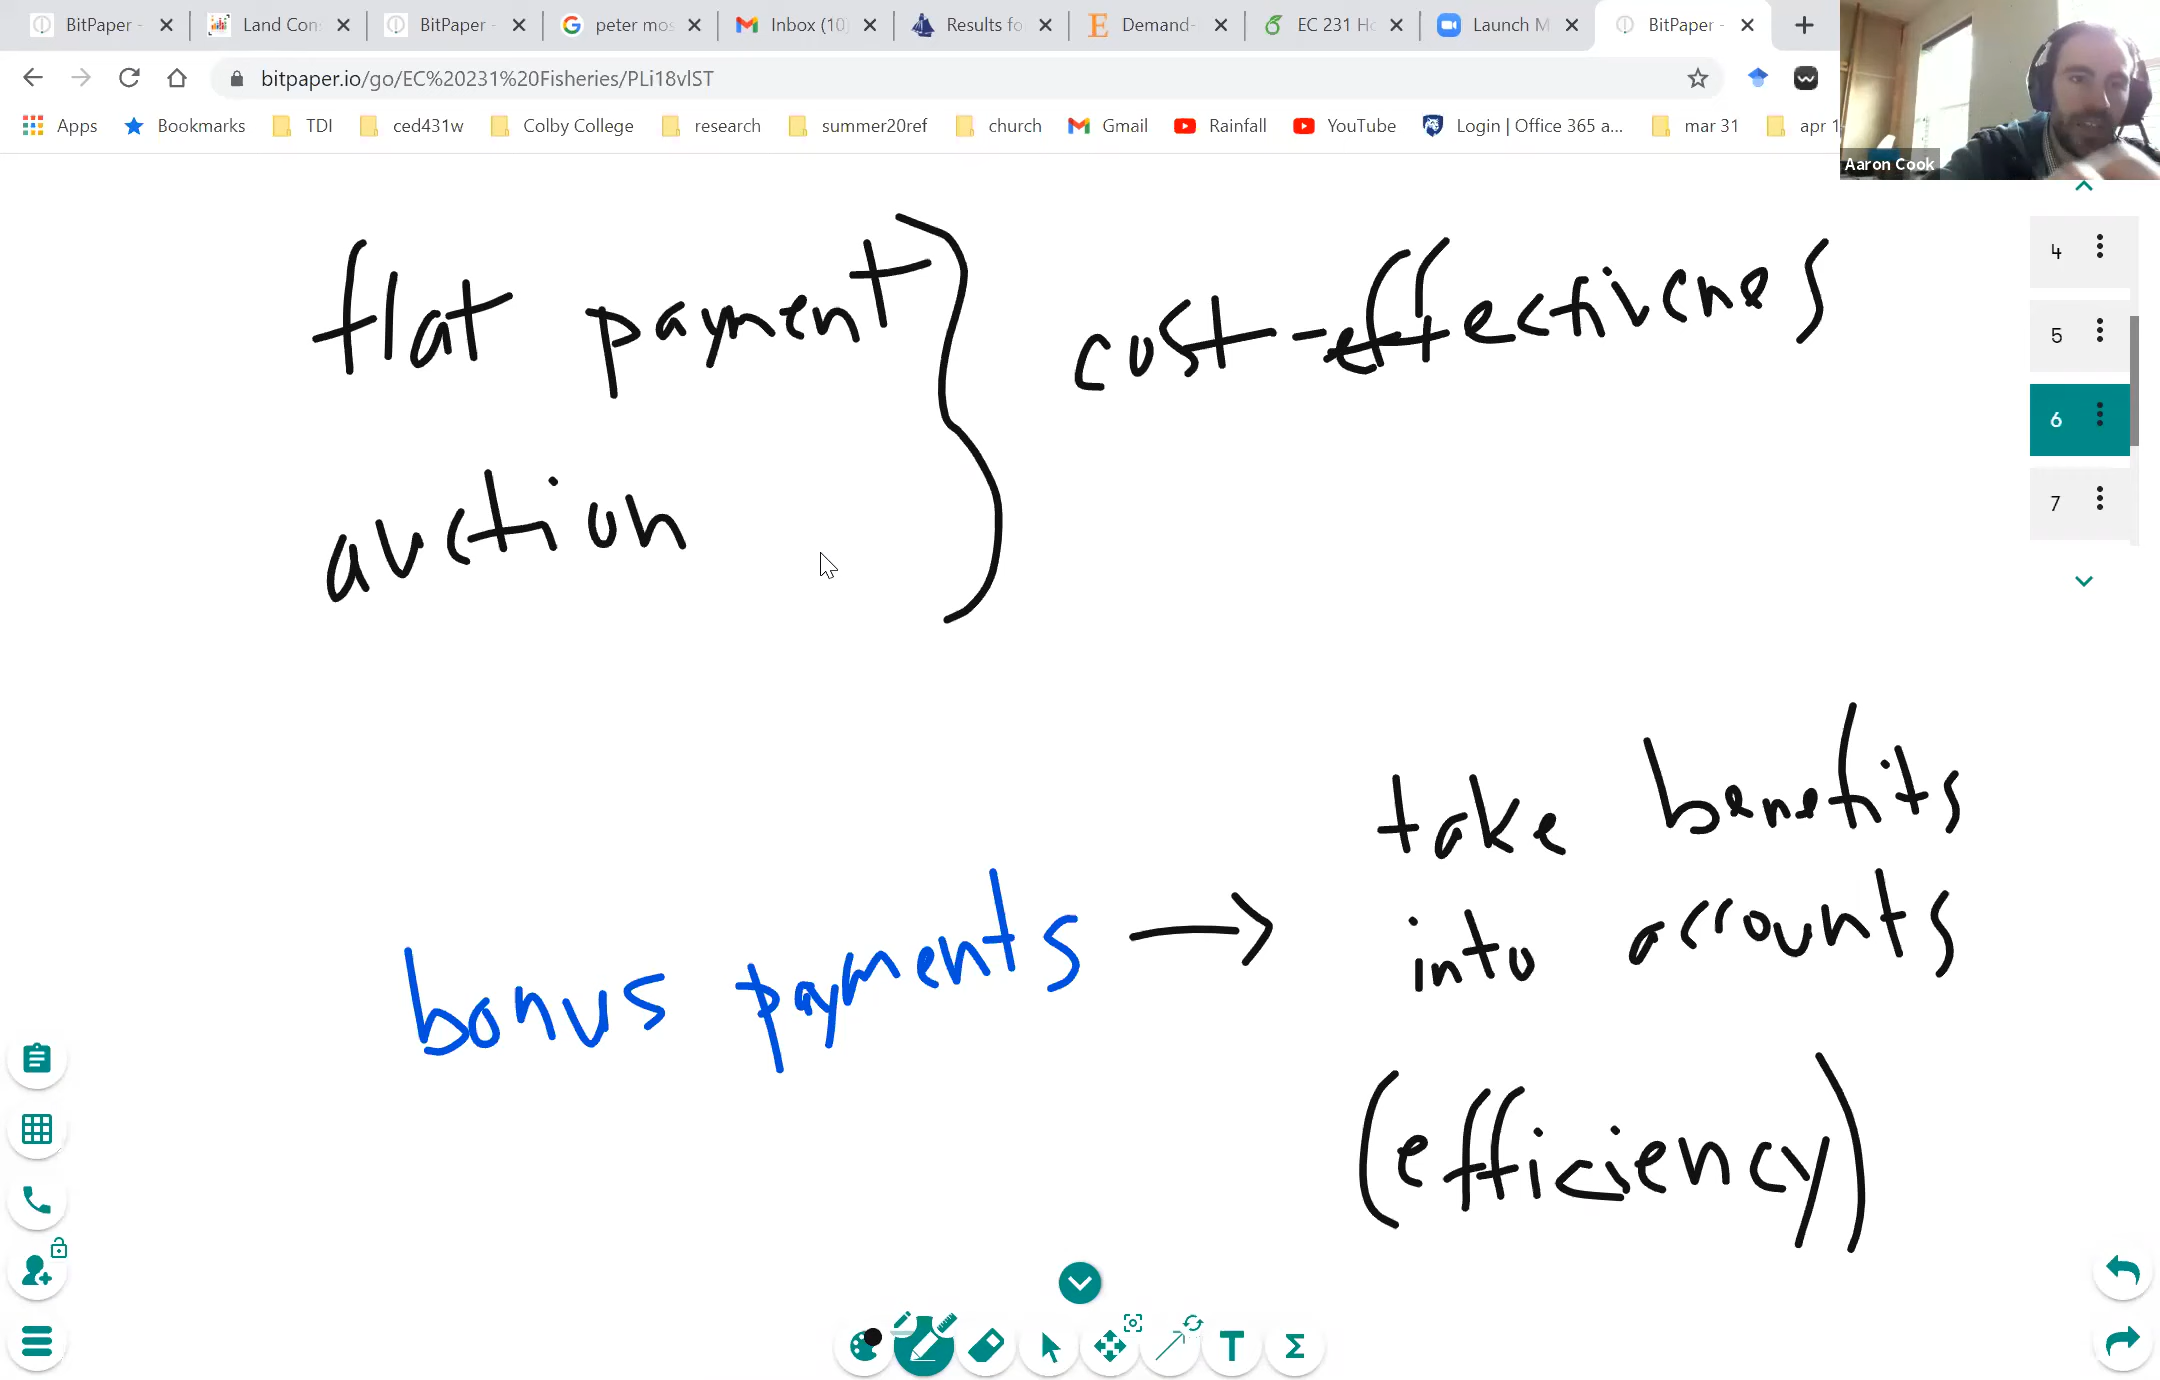 BitPaper -
Land Con
BitPaper -
peter mos
Inbox (10)
Results fo
Demand-
EC 231 Ho
Launch M
BitPaper -
bitpaper.io/go/EC%20231%20Fisheries/PLi18vlST
Apps
Bookmarks
TDI
ced431w
Colby College
research
summer20ref
church
Gmail
Rainfall
YouTube
Login | Office 365 a...
mar 31
apr 1
Aaron Cook
flat payment
cost-effectivenes
auction
4
5
6
7
take benefits
into accounts
bonus payments
(efficiency)
T
Σ